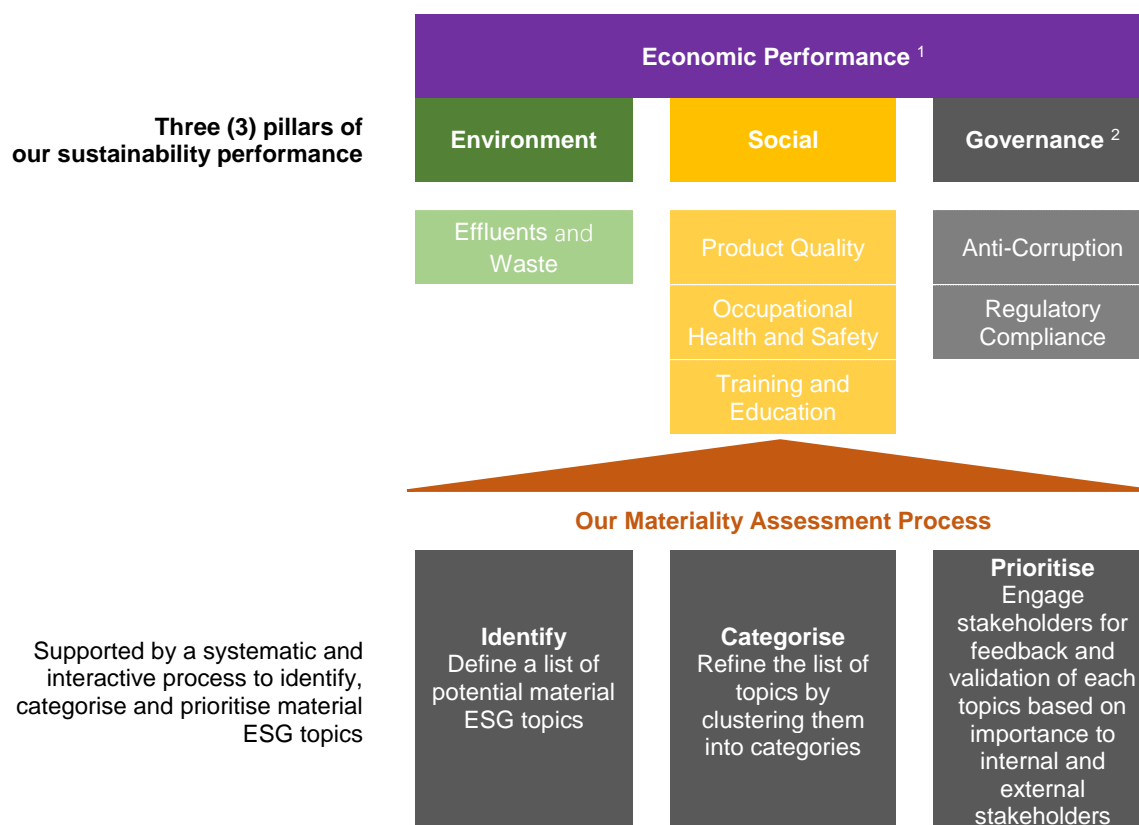 Economic Performance 1
Three (3) pillars of
our sustainability performance
Environment
Social
Governance 2
Effluents and
Waste
Product Quality
Occupational
Health and Safety
Training and
Education
Anti-Corruption
Regulatory
Compliance
Our Materiality Assessment Process
Supported by a systematic and
interactive process to identify,
categorise and prioritise material
ESG topics
Identify
Define a list of
potential material
ESG topics
Categorise
Refine the list of
topics by
clustering them
into categories
Prioritise
Engage
stakeholders for
feedback and
validation of each
topics based on
importance to
internal and
external
stakeholders